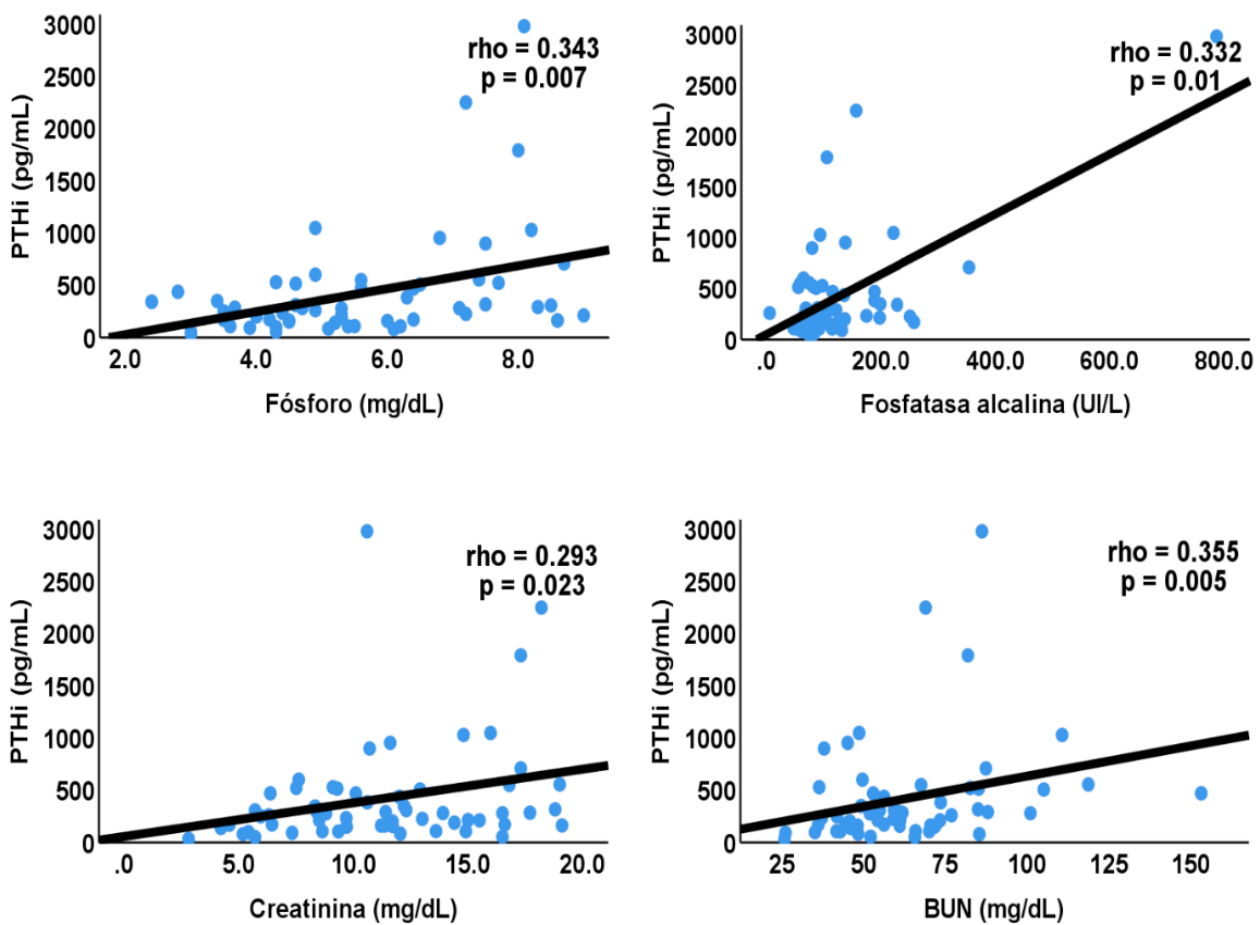 3000
2500
2000
1500
1000
500
0
PTHi (pg/mL)
rho = 0.343
p = 0.007
2.0 4.0 6.0 8.0
Fósforo (mg/dL)
3000
2500
2000
1500
1000
500
0
PTHi (pg/mL)
rho = 0.332
p = 0.01
.0 200.0 400.0 600.0 800.0
Fosfatasa alcalina (UI/L)
3000
2500
2000
1500
1000
500
0
PTHi (pg/mL)
rho = 0.293
p = 0.023
.0 5.0 10.0 15.0 20.0
Creatinina (mg/dL)
3000
2500
2000
1500
1000
500
0
PTHi (pg/mL)
rho = 0.355
p = 0.005
25 50 75 100 125 150
BUN (mg/dL)